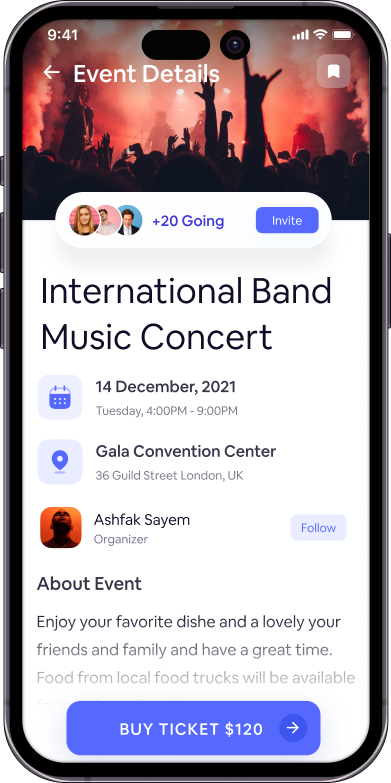 9:41
Event Details
+20 Going
Invite
International Band
Music Concert
14 December, 2021
Tuesday, 4:00PM - 9:00PM
Gala Convention Center
36 Guild Street London, UK
Ashfak Sayem
Organizer
Follow
About Event
Enjoy your favorite dishe and a lovely your
friends and family and have a great time.
Food from local food trucks will be available
BUY TICKET $120